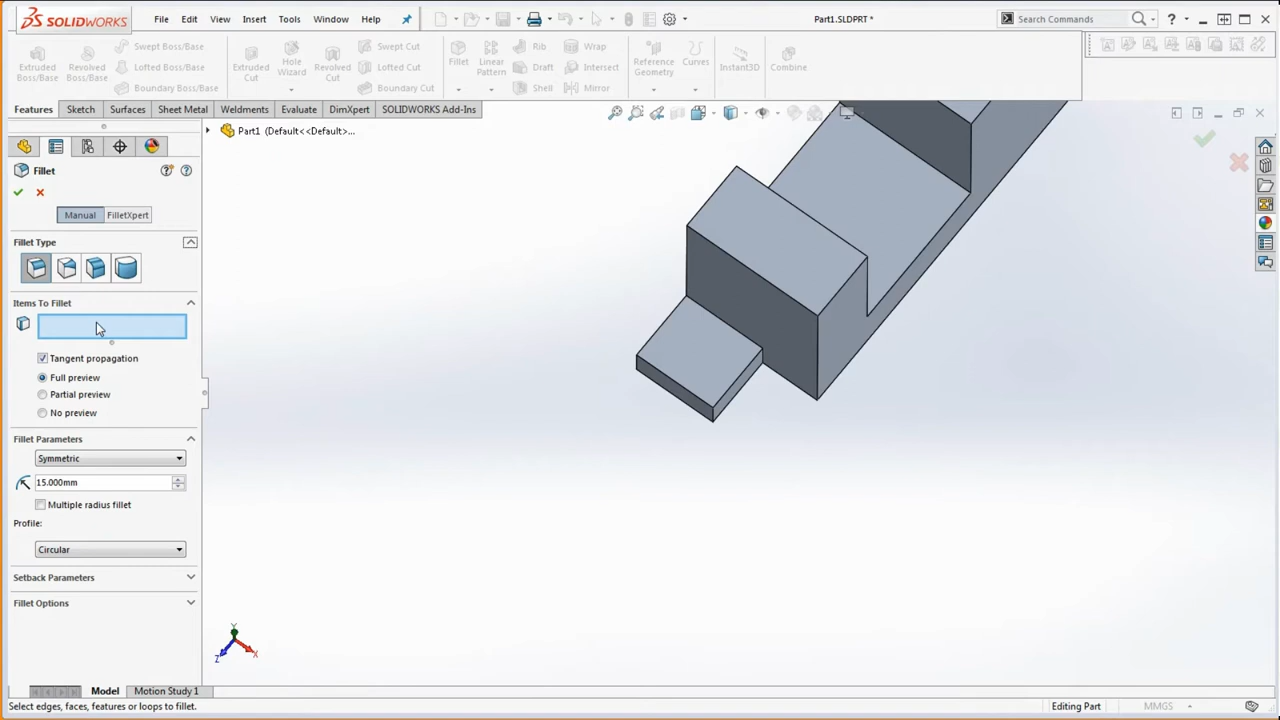 SOLIDWORKS
File Edit View Insert Tools Window Help
Part1.SLDPRT *
Search Commands
Extruded Boss/Base
Revolved Boss/Base
Swept Boss/Base
Lofted Boss/Base
Boundary Boss/Base
Extruded Cut
Hole Wizard
Revolved Cut
Swept Cut
Lofted Cut
Boundary Cut
Fillet
Linear Pattern
Rib
Draft
Shell
Wrap
Intersect
Mirror
Reference Geometry
Curves
Instant3D
Combine
Features Sketch Surfaces Sheet Metal Weldments Evaluate DimXpert SOLIDWORKS Add-Ins
Part1 (Default<<Default>...
Fillet
Manual FilletXpert
Fillet Type
Items To Fillet
Tangent propagation
Full preview
Partial preview
No preview
Fillet Parameters
Symmetric
15.000mm
Multiple radius fillet
Profile:
Circular
Setback Parameters
Fillet Options
Y
Z X
Model Motion Study 1
Select edges, faces, features or loops to fillet.
Editing Part MMGS